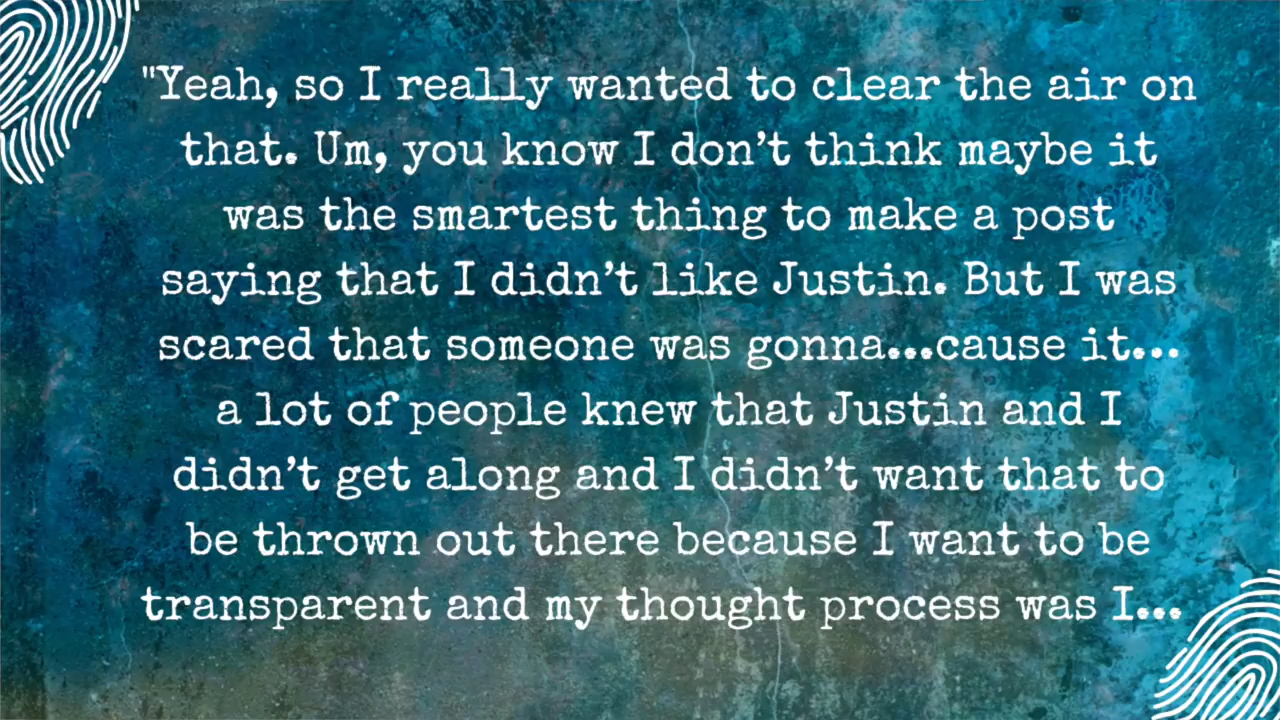 "Yeah, so I really wanted to clear the air on
that. Um, you know I don’t think maybe it
was the smartest thing to make a post
saying that I didn’t like Justin. But I was
scared that someone was gonna...cause it...
a lot of people knew that Justin and I
didn’t get along and I didn’t want that to
be thrown out there because I want to be
transparent and my thought process was I...